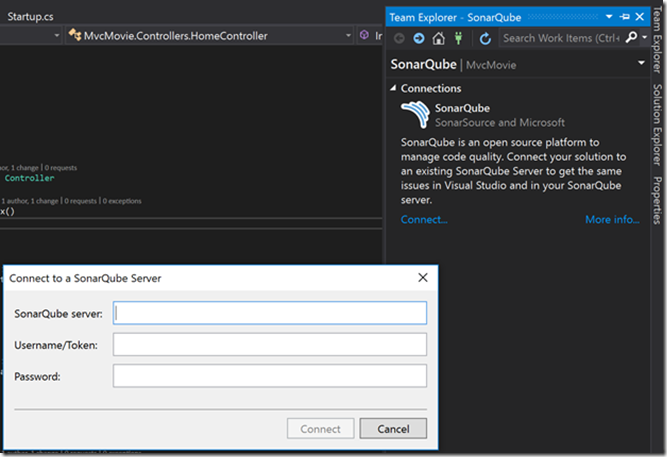 Startup.cs
MvcMovie.Controllers.HomeController
Team Explorer - SonarQube
Search Work Items (Ctrl+
SonarQube | MvcMovie
Connections
SonarQube
SonarSource and Microsoft
SonarQube is an open source platform to
manage code quality. Connect your solution to
an existing SonarQube Server to get the same
issues in Visual Studio and in your SonarQube
server.
Connect...
More info...
Team Explorer
Solution Explorer
Properties
or, 1 change | 0 requests
Controller
1 author, 1 change | 0 requests | 0 exceptions
x()
Connect to a SonarQube Server
SonarQube server:
Username/Token:
Password:
Connect
Cancel